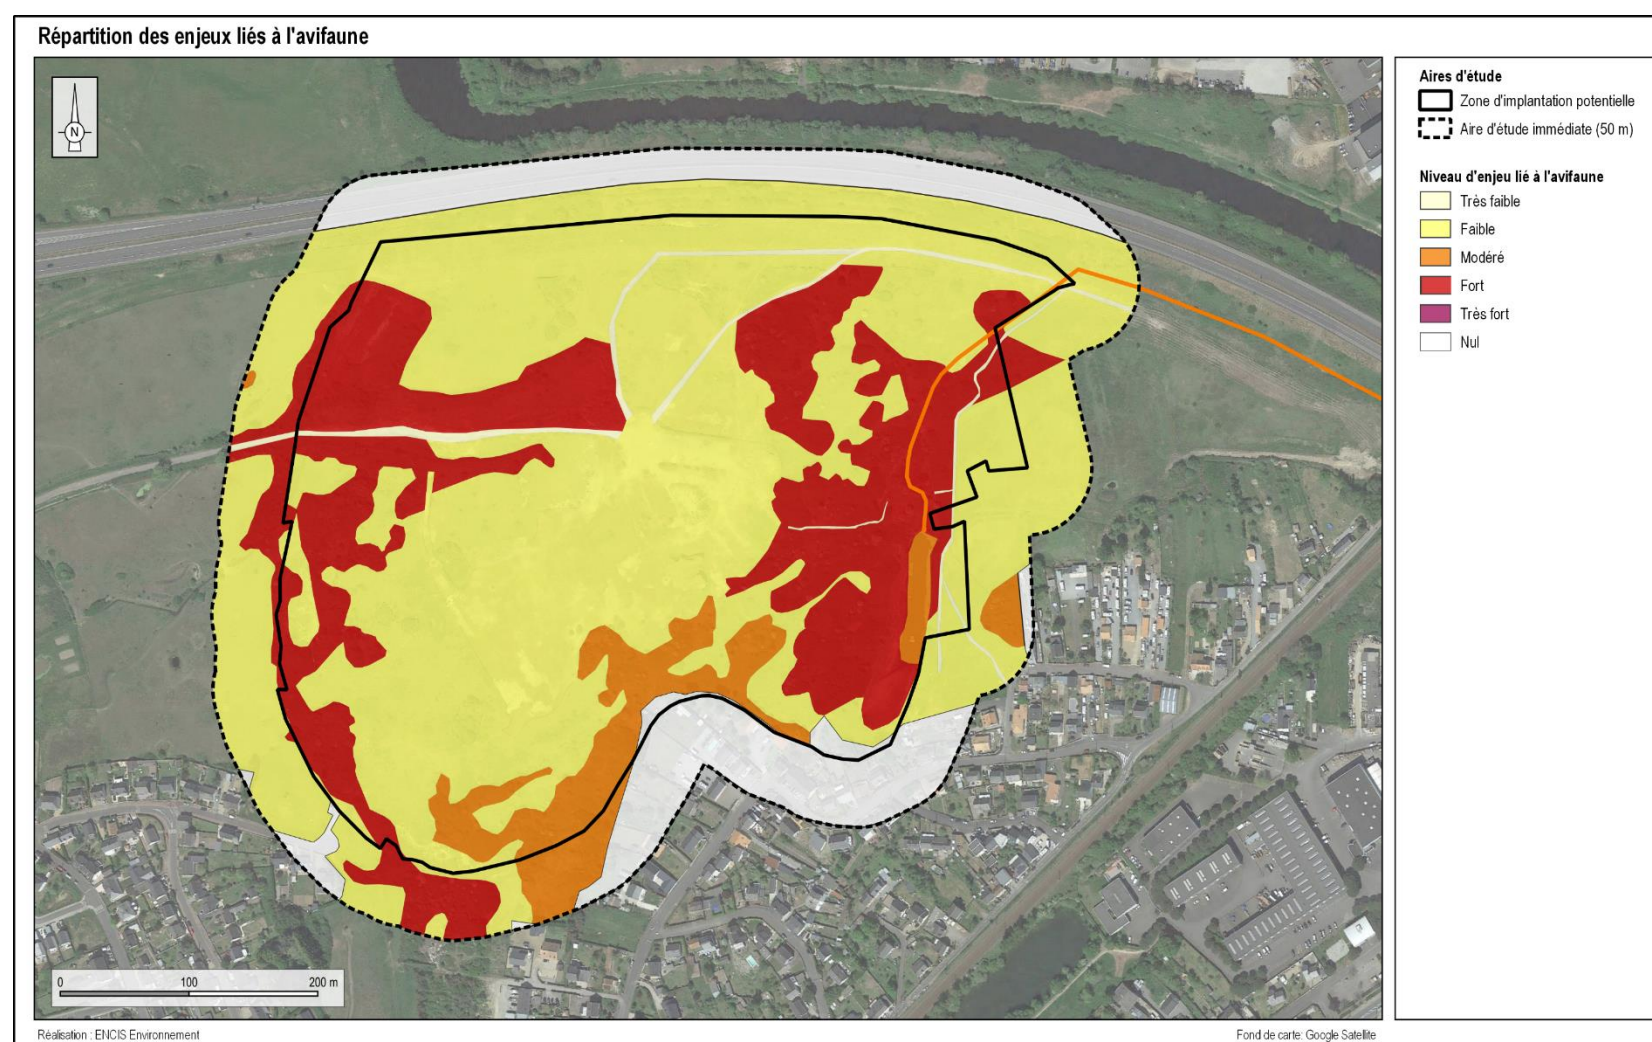 Répartition des enjeux liés à l'avifaune
N
Aires d'étude
Zone d'implantation potentielle
Aire d'étude immédiate (50 m)
Niveau d'enjeu lié à l'avifaune
Très faible
Faible
Modéré
Fort
Très fort
Nul
0 100 200 m
Réalisation : ENCIS Environnement
Fond de carte: Google Satellite